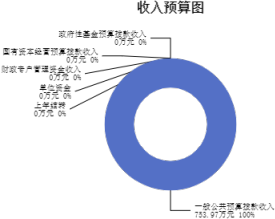 收入预算图
政府性基金预算拨款收入
0万元 0%
国有资本经营预算拨款收入
0万元 0%
财政专户管理资金收入
0万元 0%
单位资金
0万元 0%
上年结转
0万元 0%
一般公共预算拨款收入
753.97万元 100%